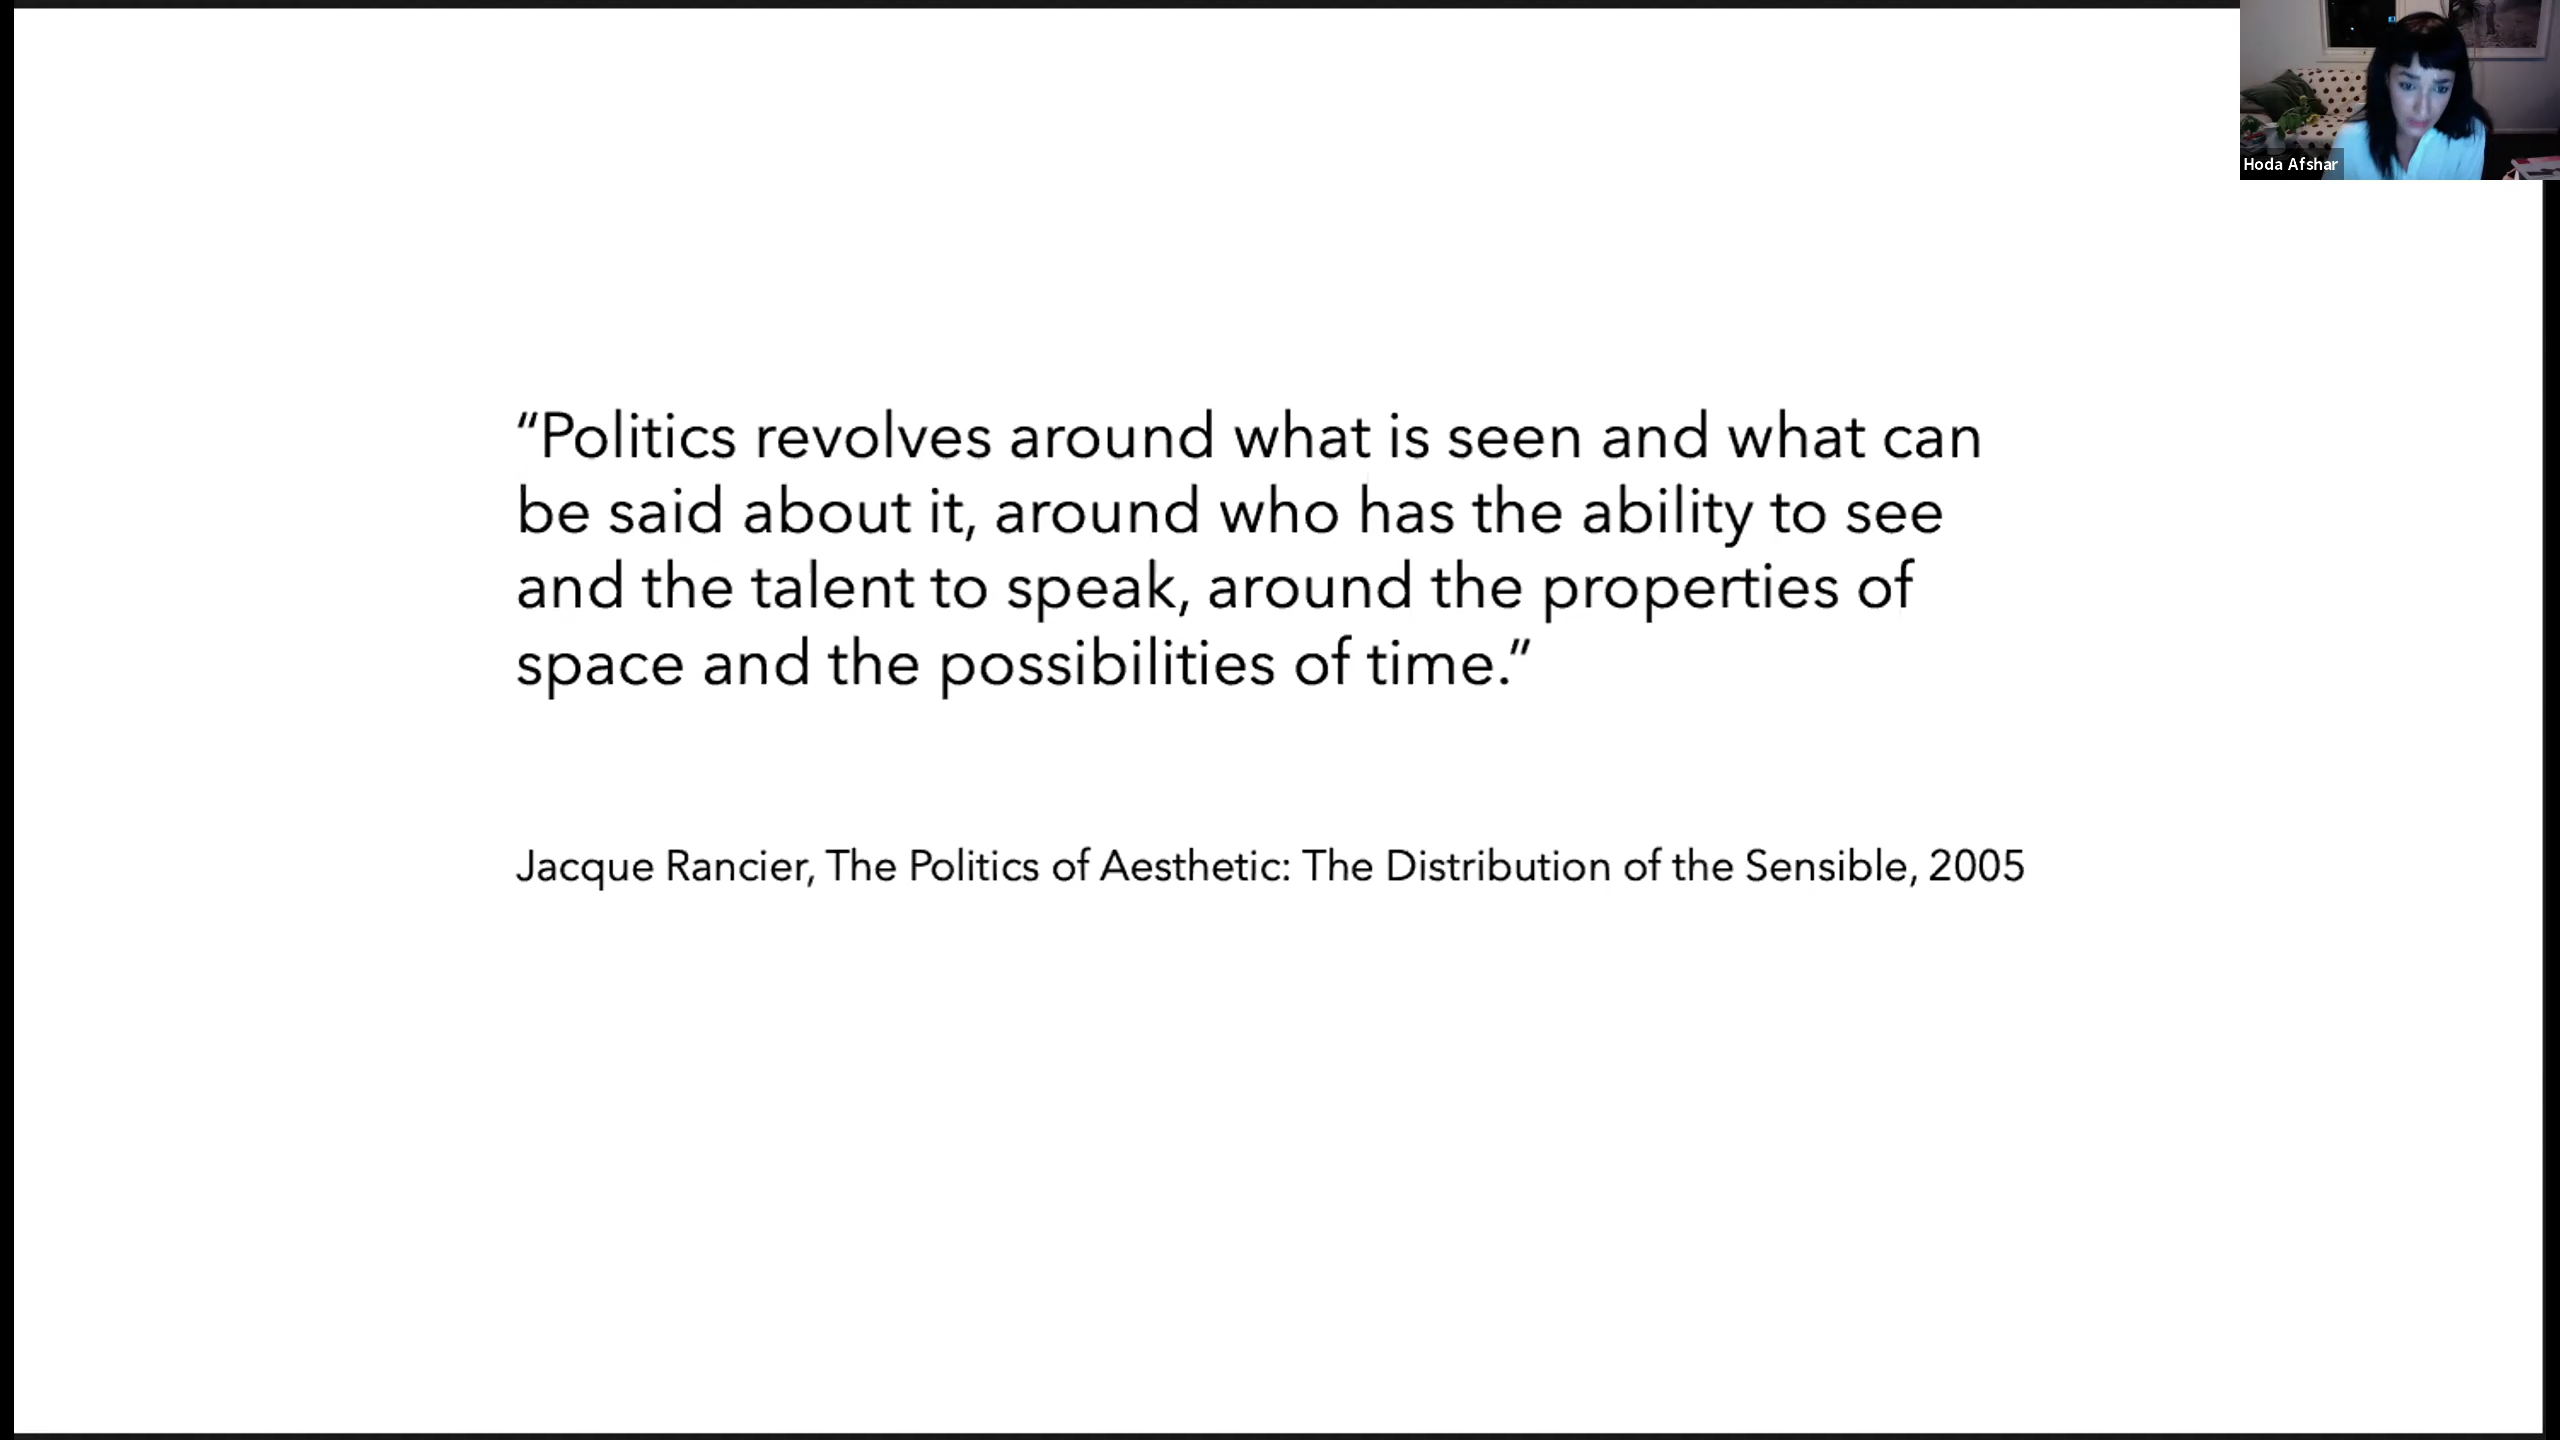 “Politics revolves around what is seen and what can
be said about it, around who has the ability to see
and the talent to speak, around the properties of
space and the possibilities of time.”
Jacque Rancier, The Politics of Aesthetic: The Distribution of the Sensible, 2005
Hoda Afshar